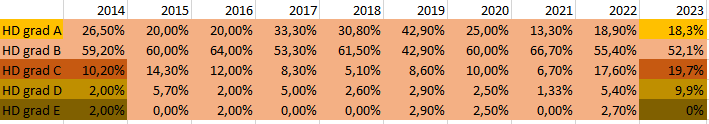 2014 2015 2016 2017 2018 2019 2020 2021 2022 2023
HD grad A 26,50% 20,00% 20,00% 33,30% 30,80% 42,90% 25,00% 13,30% 18,90% 18,3%
HD grad B 59,20% 60,00% 64,00% 53,30% 61,50% 42,90% 60,00% 66,70% 55,40% 52,1%
HD grad C 10,20% 14,30% 12,00% 8,30% 5,10% 8,60% 10,00% 6,70% 17,60% 19,7%
HD grad D 2,00% 5,70% 2,00% 5,00% 2,60% 2,90% 2,50% 1,33% 5,40% 9,9%
HD grad E 2,00% 0,00% 2,00% 0,00% 0,00% 2,90% 2,50% 0,00% 2,70% 0%